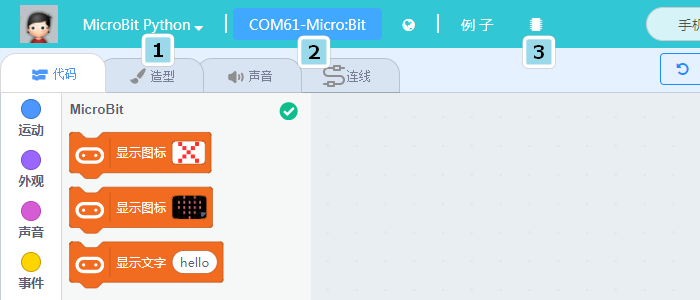 MicroBit Python
COM61-Micro:Bit
例子
手机
1
2
3
代码
造型
声音
连线
MicroBit
运动
显示图标
外观
显示图标
声音
显示文字 hello
事件